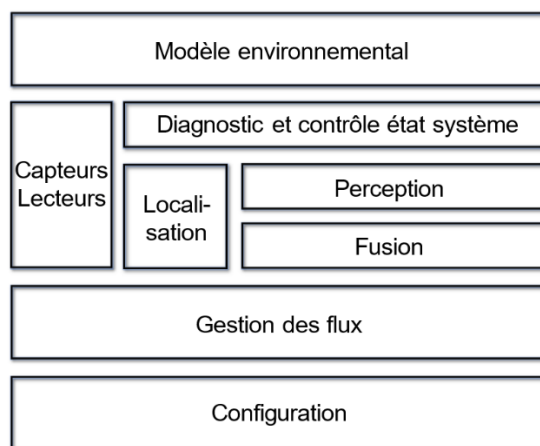 Modèle environnemental
Diagnostic et contrôle état système
Capteurs
Lecteurs
Locali-
sation
Perception
Fusion
Gestion des flux
Configuration